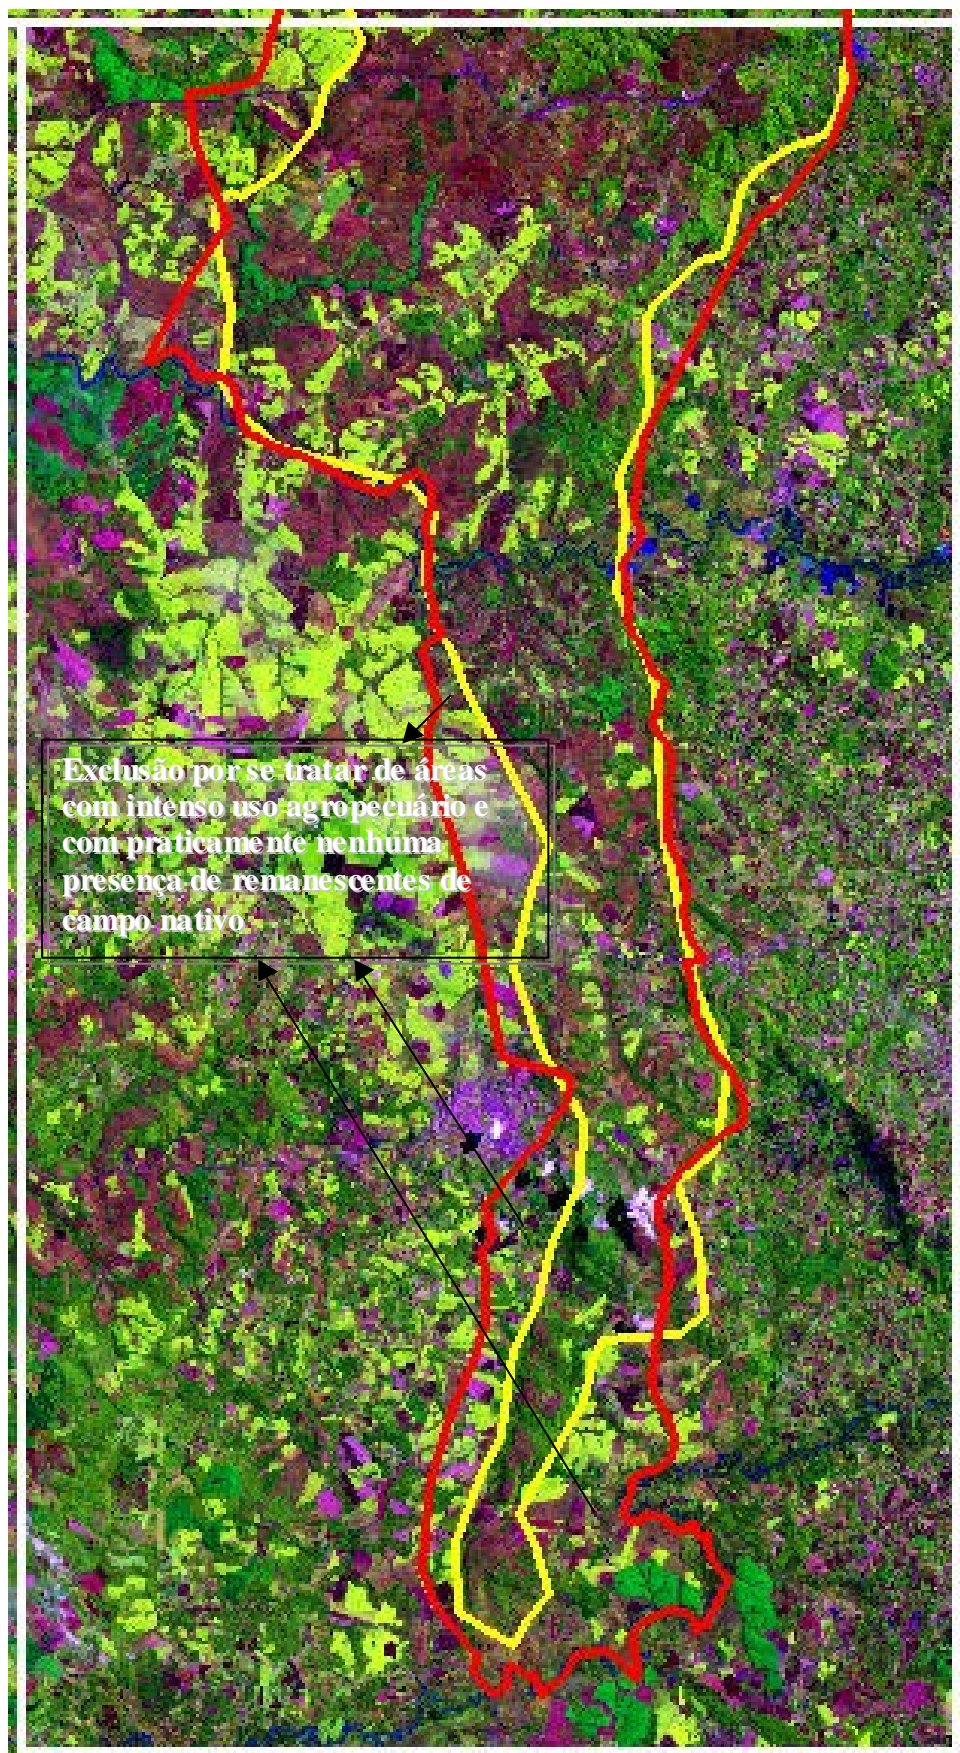 Exclusão por se tratar de áreas
com intenso uso agropecuário e
com praticamente nenhuma
presença de remanescentes de
campo nativo